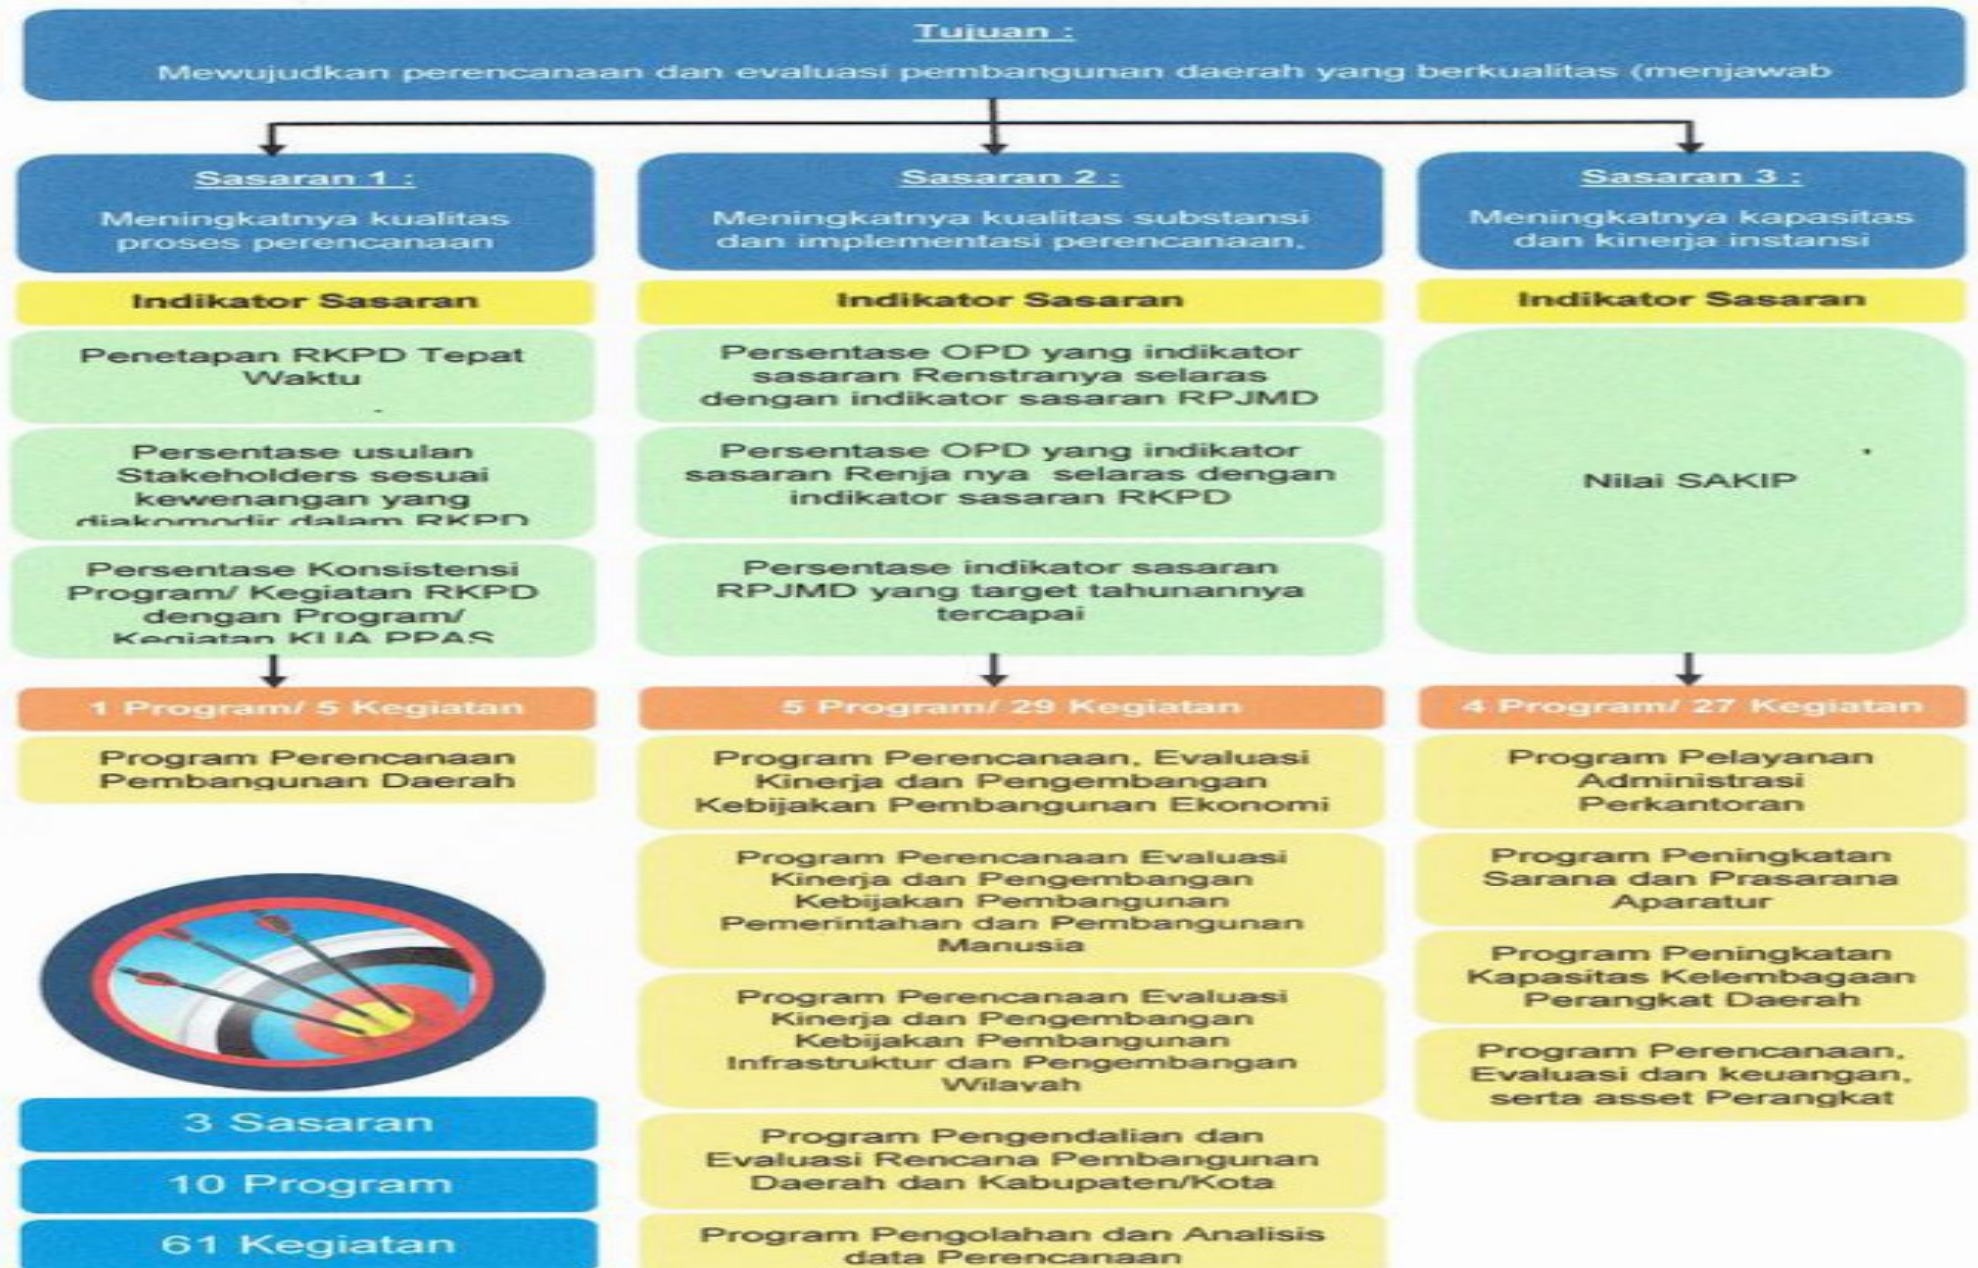 Tujuan :
Mewujudkan perencanaan dan evaluasi pembangunan daerah yang berkualitas (menjawab
Sasaran 1 :
Meningkatnya kualitas
proses perencanaan
Indikator Sasaran
Penetapan RKPD Tepat
Waktu
Persentase usulan
Stakeholders sesuai
kewenangan yang
diakomodir dalam RKPD
Persentase Konsistensi
Program/ Kegiatan RKPD
dengan Program/
Kegiatan KUA PPAS
1 Program/ 5 Kegiatan
Program Perencanaan
Pembangunan Daerah
3 Sasaran
10 Program
61 Kegiatan
Sasaran 2 :
Meningkatnya kualitas substansi
dan implementasi perencanaan,
Indikator Sasaran
Persentase OPD yang indikator
sasaran Renstranya selaras
dengan indikator sasaran RPJMD
Persentase OPD yang indikator
sasaran Renja nya selaras dengan
indikator sasaran RKPD
Persentase indikator sasaran
RPJMD yang target tahunannya
tercapai
5 Program/ 29 Kegiatan
Program Perencanaan, Evaluasi
Kinerja dan Pengembangan
Kebijakan Pembangunan Ekonomi
Program Perencanaan Evaluasi
Kinerja dan Pengembangan
Kebijakan Pembangunan
Pemerintahan dan Pembangunan
Manusia
Program Perencanaan Evaluasi
Kinerja dan Pengembangan
Kebijakan Pembangunan
Infrastruktur dan Pengembangan
Wilayah
Program Pengendalian dan
Evaluasi Rencana Pembangunan
Daerah dan Kabupaten/Kota
Program Pengolahan dan Analisis
data Perencanaan
Sasaran 3 :
Meningkatnya kapasitas
dan kinerja instansi
Indikator Sasaran
Nilai SAKIP
4 Program/ 27 Kegiatan
Program Pelayanan
Administrasi
Perkantoran
Program Peningkatan
Sarana dan Prasarana
Aparatur
Program Peningkatan
Kapasitas Kelembagaan
Perangkat Daerah
Program Perencanaan,
Evaluasi dan keuangan,
serta asset Perangkat